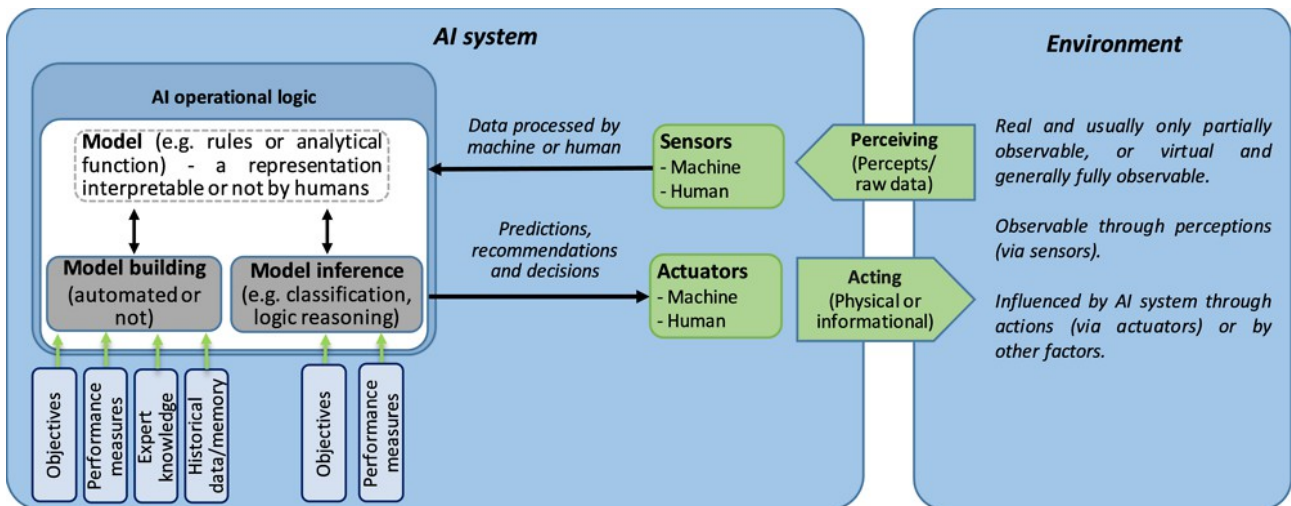 AI system
Environment
AI operational logic
Model (e.g. rules or analytical
function) - a representation
interpretable or not by humans
Model building
(automated or
not)
Model inference
(e.g. classification,
logic reasoning)
Objectives
Performance
measures
Expert
knowledge
Historical
data/memory
Objectives
Performance
measures
Data processed by
machine or human
Predictions,
recommendations
and decisions
Sensors
- Machine
- Human
Actuators
- Machine
- Human
Perceiving
(Percepts/
raw data)
Acting
(Physical or
informational)
Real and usually only partially
observable, or virtual and
generally fully observable.
Observable through perceptions
(via sensors).
Influenced by AI system through
actions (via actuators) or by
other factors.